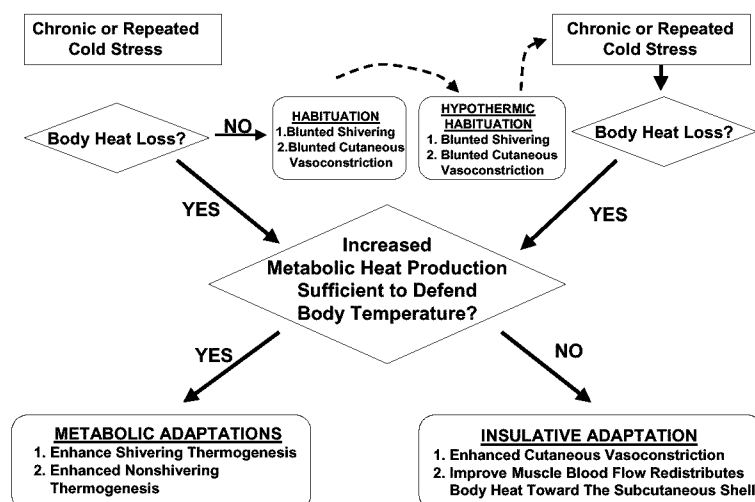 Chronic or Repeated
Cold Stress
Chronic or Repeated
Cold Stress
Body Heat Loss?
NO
HABITUATION
1.Blunted Shivering
2.Blunted Cutaneous
Vasoconstriction
HYPOTHERMIC
HABITUATION
1. Blunted Shivering
2. Blunted Cutaneous
Vasoconstriction
Body Heat Loss?
YES
YES
Increased
Metabolic Heat Production
Sufficient to Defend
Body Temperature?
YES
NO
METABOLIC ADAPTATIONS
1. Enhance Shivering Thermogenesis
2. Enhanced Nonshivering
Thermogenesis
INSULATIVE ADAPTATION
1. Enhanced Cutaneous Vasoconstriction
2. Improve Muscle Blood Flow Redistributes
Body Heat Toward The Subcutaneous Shell